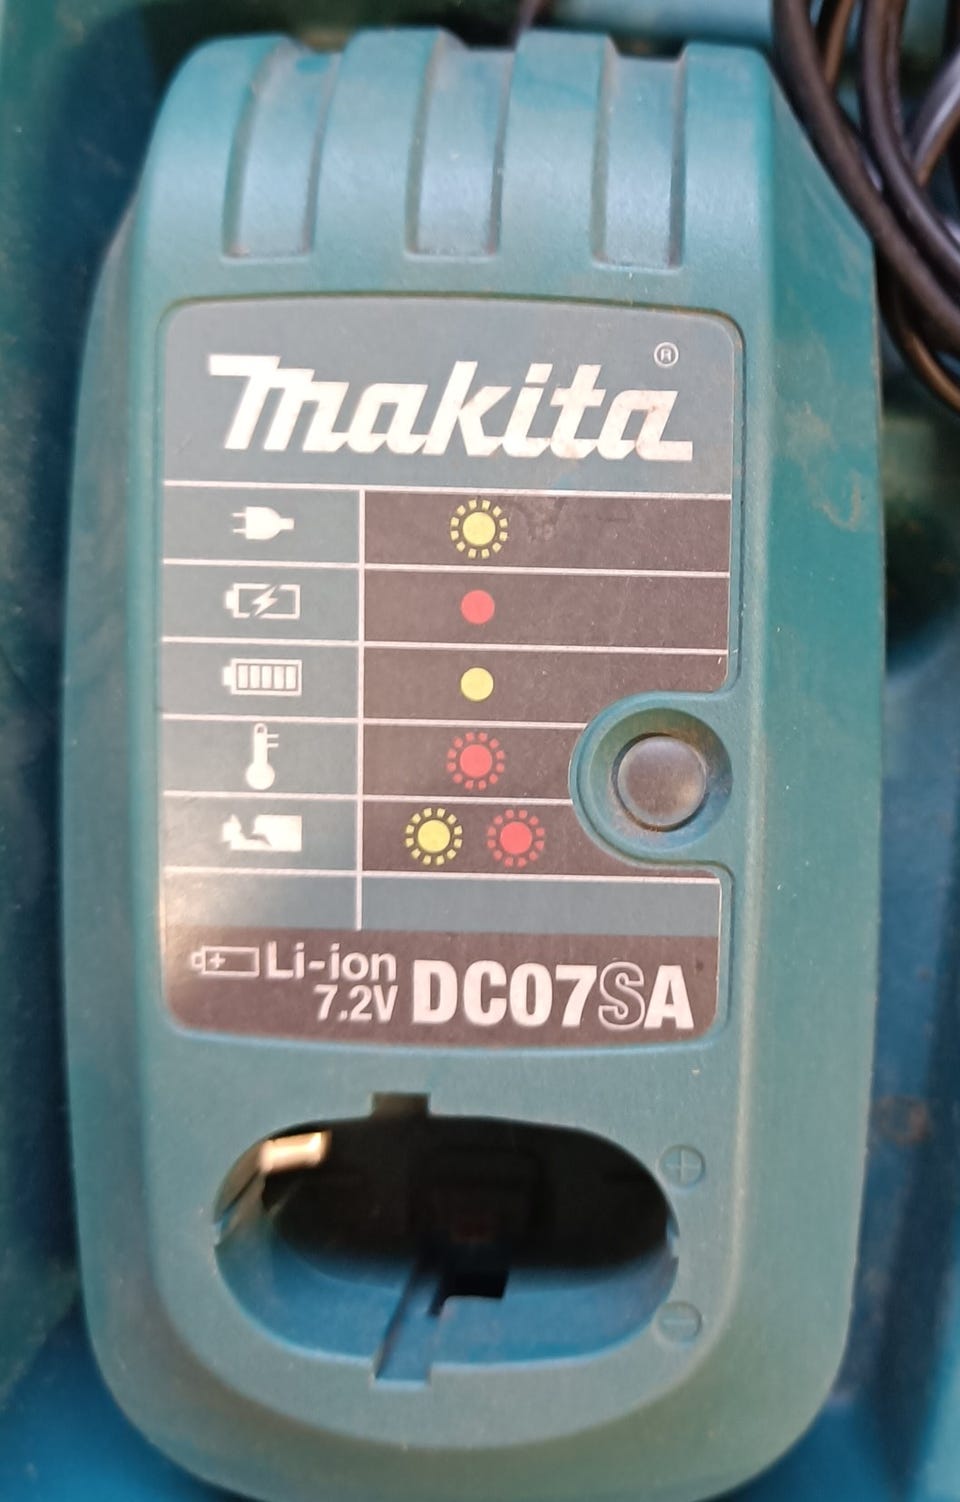 makita ®
Li-ion
7.2V DC07SA
+
−